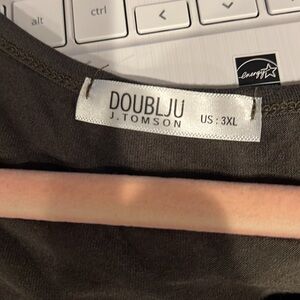 alt
ctrl
energy
DOUBLJU
J.TOMSON
US : 3XL